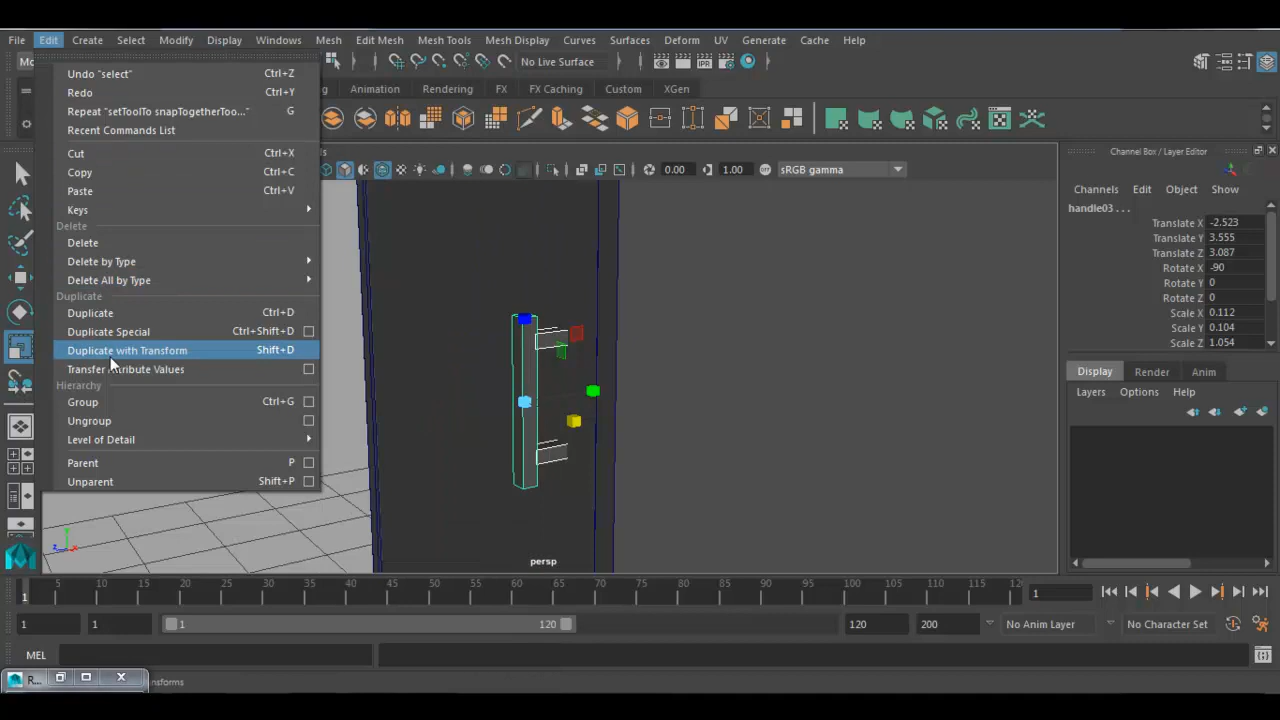 File Edit Create Select Modify Display Windows Mesh Edit Mesh Mesh Tools Mesh Display Curves Surfaces Deform UV Generate Cache Help
No Live Surface
Animation Rendering FX FX Caching Custom XGen
Undo "select" Ctrl+Z
Redo Ctrl+Y
Repeat "setToolTo snapTogetherToo..." G
Recent Commands List
Cut Ctrl+X
Copy Ctrl+C
Paste Ctrl+V
Keys
Delete
Delete
Delete by Type
Delete All by Type
Duplicate
Duplicate Ctrl+D
Duplicate Special Ctrl+Shift+D
Duplicate with Transform Shift+D
Transfer Attribute Values
Hierarchy
Group Ctrl+G
Ungroup
Level of Detail
Parent P
Unparent Shift+P
0.00 1.00 sRGB gamma
persp
Channel Box / Layer Editor
Channels Edit Object Show
handle03 ...
Translate X -2.523
Translate Y 3.555
Translate Z 3.087
Rotate X -90
Rotate Y 0
Rotate Z 0
Scale X 0.112
Scale Y 0.104
Scale Z 1.054
Display Render Anim
Layers Options Help
5 10 15 20 25 30 35 40 45 50 55 60 65 70 75 80 85 90 95 100 105 110 115 12
1 1
1 1 1 120 120 200 No Anim Layer No Character Set
MEL
R...
nsforms